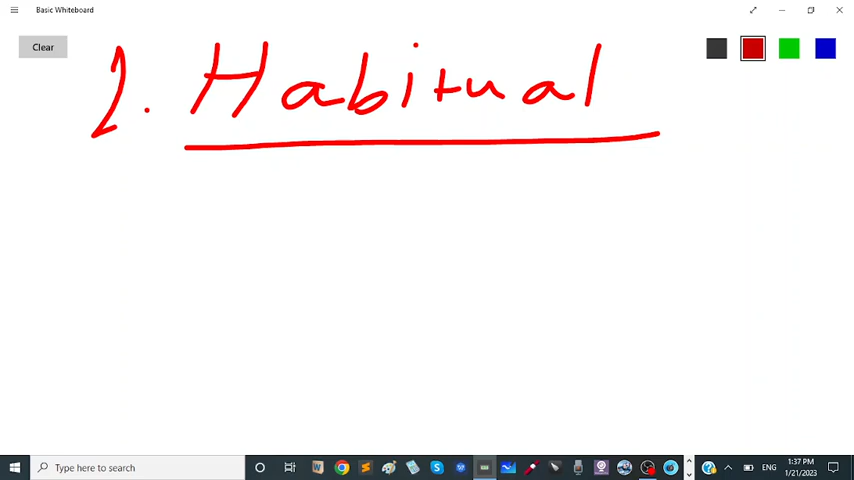 Basic Whiteboard
Clear
2. Habitual
Type here to search
ENG
1:37 PM
1/21/2023